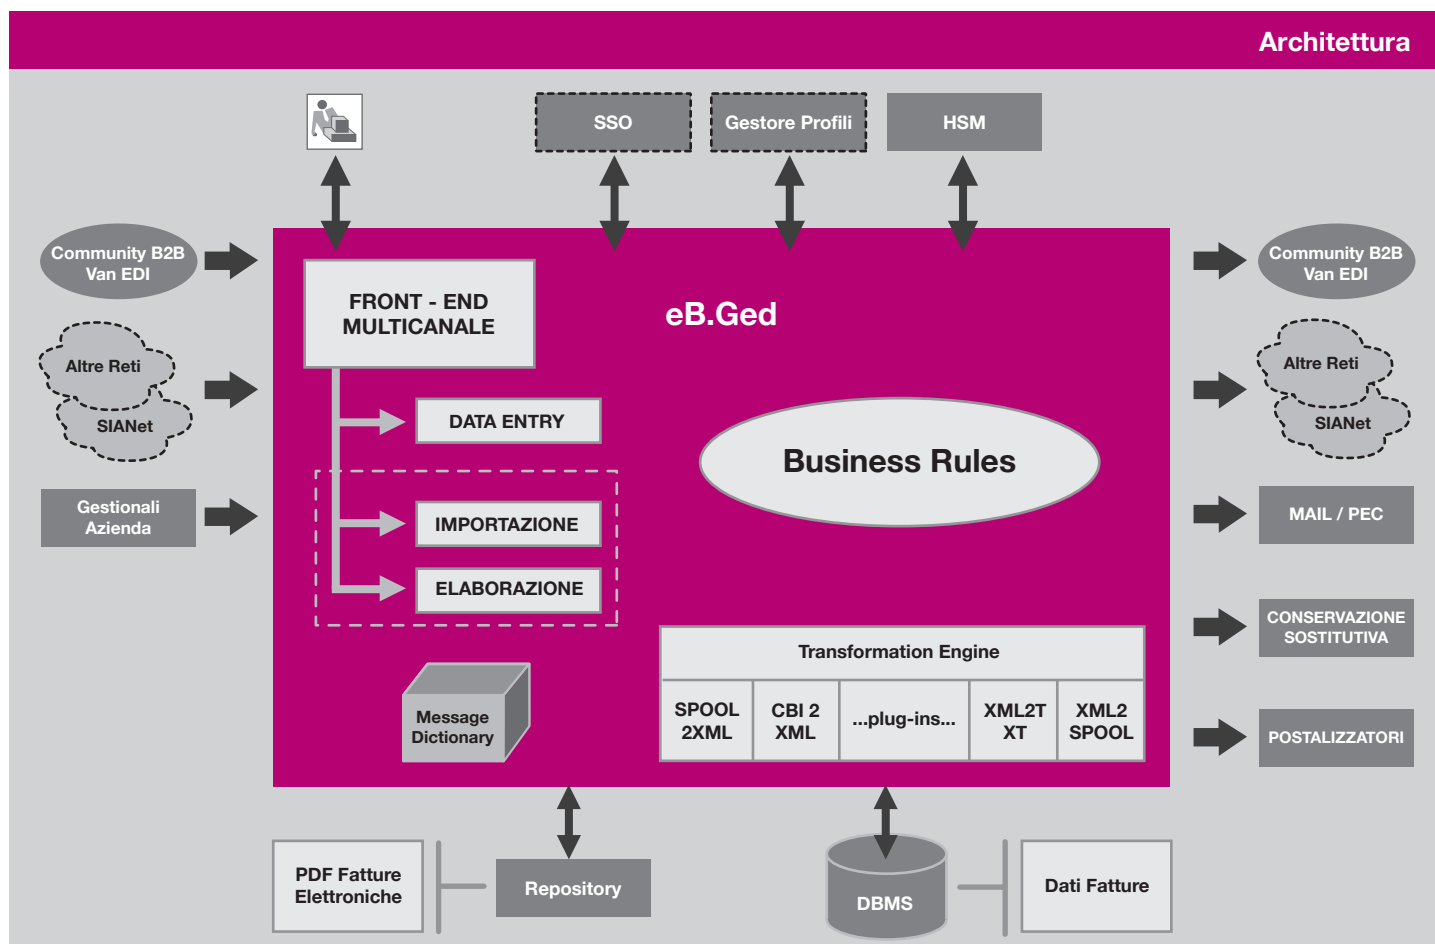 Architettura
SSO
Gestore Profili
HSM
Community B2B
Van EDI
Altre Reti
SIANet
Gestionali
Azienda
FRONT - END
MULTICANALE
eB.Ged
DATA ENTRY
IMPORTAZIONE
ELABORAZIONE
Business Rules
Message
Dictionary
Transformation Engine
SPOOL
2XML
CBI 2
XML
...plug-ins...
XML2T
XT
XML2
SPOOL
Community B2B
Van EDI
Altre Reti
SIANet
MAIL / PEC
CONSERVAZIONE
SOSTITUTIVA
POSTALIZZATORI
PDF Fatture
Elettroniche
Repository
DBMS
Dati Fatture